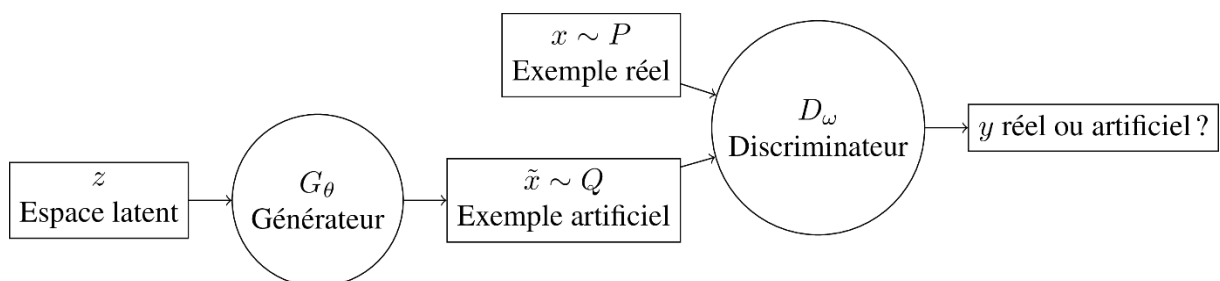 x ∼ P
Exemple réel
D_ω
Discriminateur
y réel ou artificiel ?
z
Espace latent
G_θ
Générateur
x̃ ∼ Q
Exemple artificiel